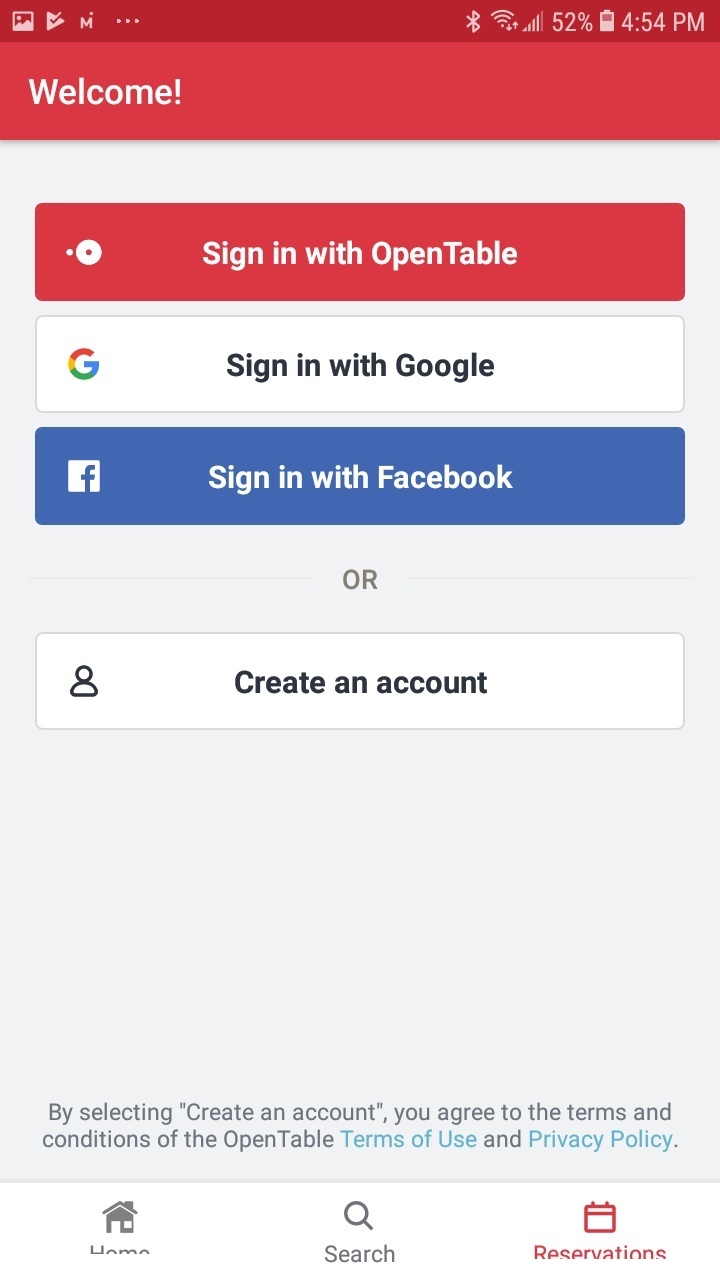 52% 4:54 PM
Welcome!
Sign in with OpenTable
Sign in with Google
Sign in with Facebook
OR
Create an account
By selecting "Create an account", you agree to the terms and
conditions of the OpenTable Terms of Use and Privacy Policy.
Home Search Reservations